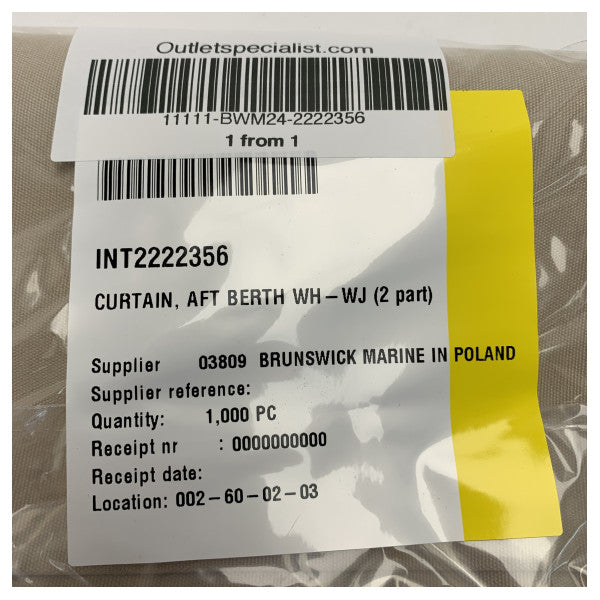 Outletspecialist.com
11111-BWM24-2222356
1 from 1
INT2222356
CURTAIN, AFT BERTH WH-WJ (2 part)
Supplier 03809 BRUNSWICK MARINE IN POLAND
Supplier reference:
Quantity: 1,000 PC
Receipt nr : 0000000000
Receipt date:
Location: 002-60-02-03